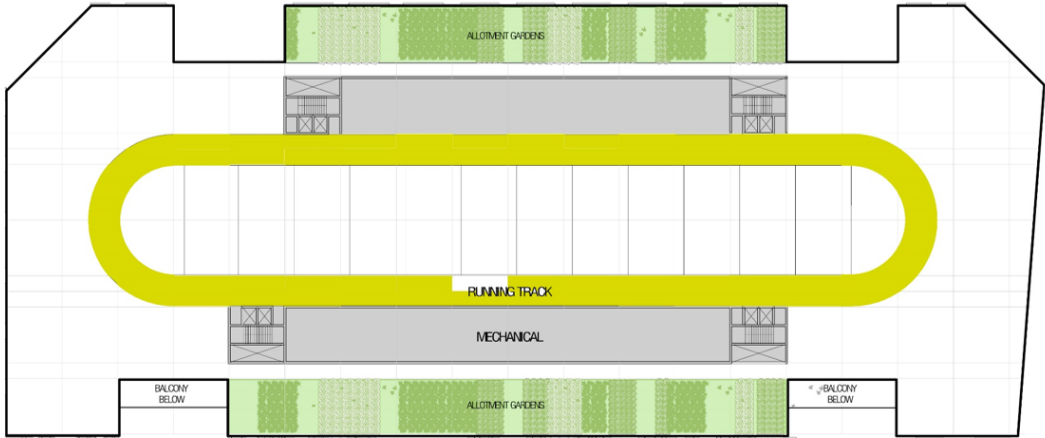 ALLOTMENT GARDENS
RUNNING TRACK
MECHANICAL
BALCONY
BELOW
ALLOTMENT GARDENS
BALCONY
BELOW